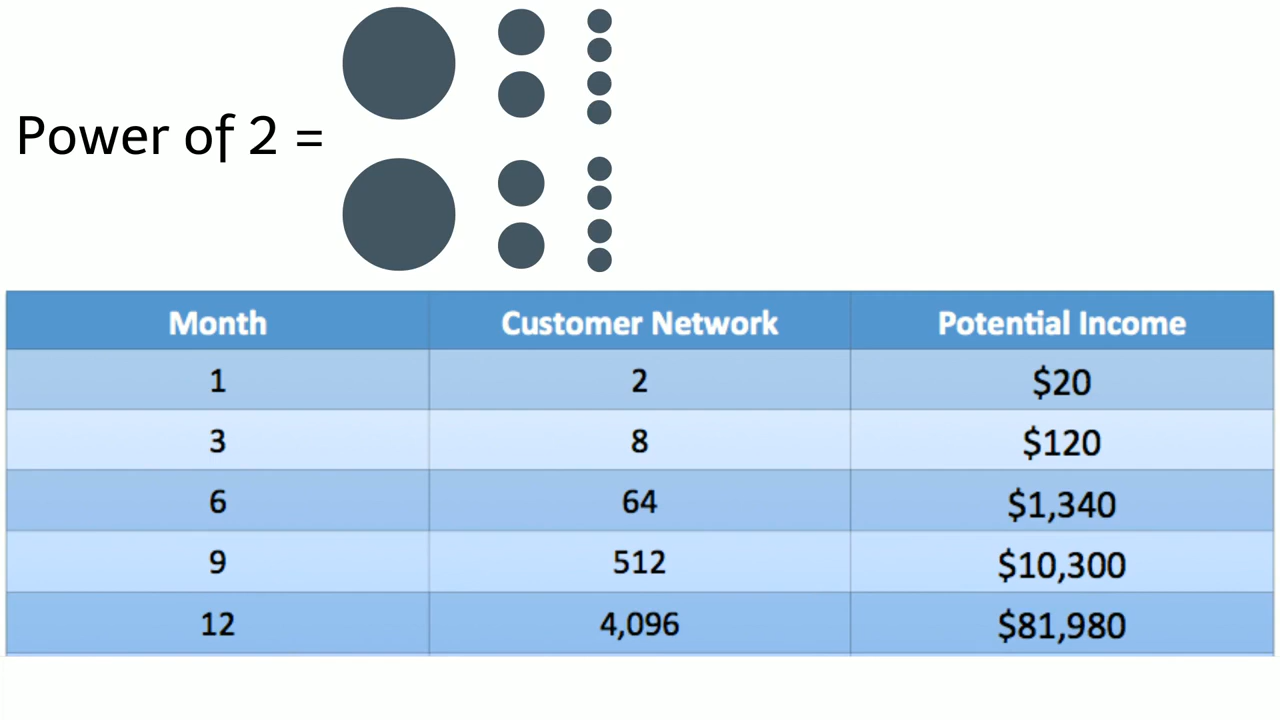 Power of 2 =
Month Customer Network Potential Income
1 2 $20
3 8 $120
6 64 $1,340
9 512 $10,300
12 4,096 $81,980